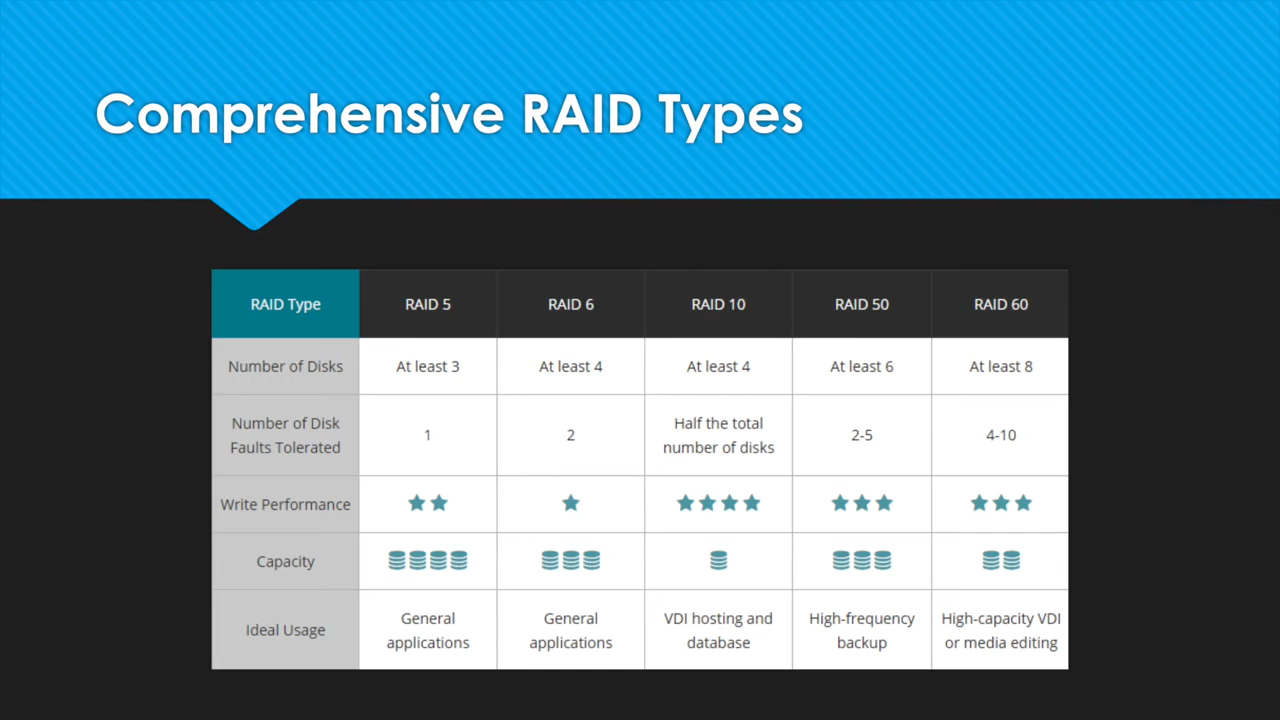 Comprehensive RAID Types
RAID Type RAID 5 RAID 6 RAID 10 RAID 50 RAID 60
Number of Disks At least 3 At least 4 At least 4 At least 6 At least 8
Number of Disk
Faults Tolerated
1
2
Half the total
number of disks
2-5
4-10
Write Performance
Capacity
Ideal Usage
General
applications
General
applications
VDI hosting and
database
High-frequency
backup
High-capacity VDI
or media editing